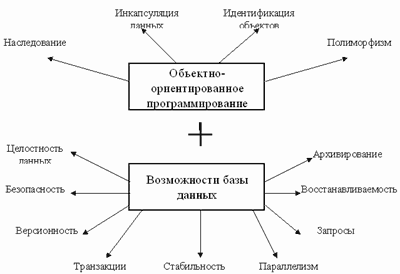 Инкапсуляция
данных
Идентификация
объектов
Наследование
Полиморфизм
Объектно-
ориентированное
программирование
+
Целостность
данных
Архивирование
Возможности базы
данных
Безопасность
Восстанавливаемость
Версионность
Запросы
Транзакции
Стабильность
Параллелизм